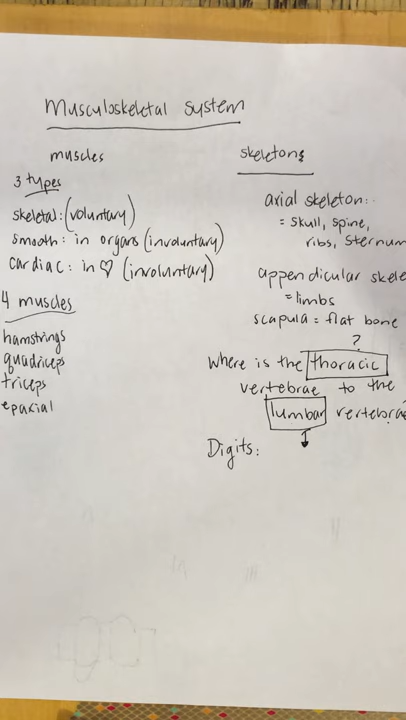 Musculoskeletal system
muscles
3 types
skeletal: (voluntary)
smooth: in organs (involuntary)
cardiac: in ♡ (involuntary)
4 muscles
hamstrings
quadriceps
triceps
epaxial
skeletons
axial skeleton:
= skull, spine,
ribs, sternum
appendicular skele
= limbs
scapula = flat bone
?
where is the thoracic
vertebrae to the
lumbar vertebrae
Digits: